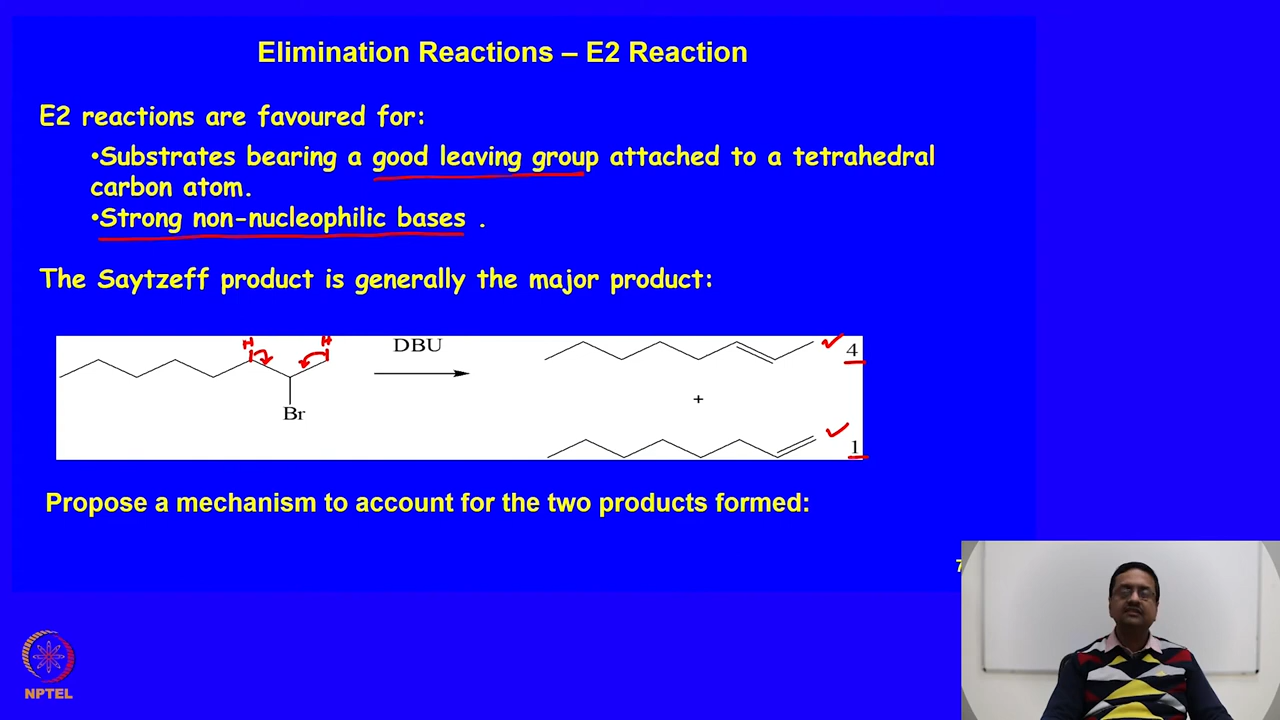 Elimination Reactions – E2 Reaction
E2 reactions are favoured for:
•Substrates bearing a good leaving group attached to a tetrahedral
carbon atom.
•Strong non-nucleophilic bases .
The Saytzeff product is generally the major product:
H H
DBU
4
+
Br
1
Propose a mechanism to account for the two products formed:
7
NPTEL